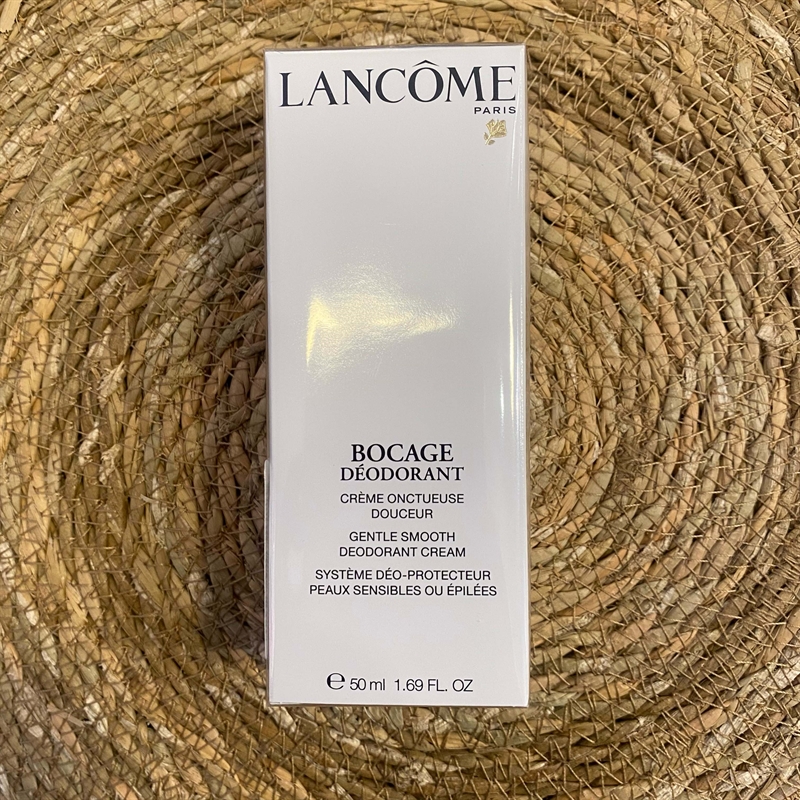 LANCÔME
PARIS
BOCAGE
DÉODORANT
CRÈME ONCTUEUSE
DOUCEUR
GENTLE SMOOTH
DEODORANT CREAM
SYSTÈME DÉO-PROTECTEUR
PEAUX SENSIBLES OU ÉPILÉES
℮ 50 ml 1.69 FL. OZ